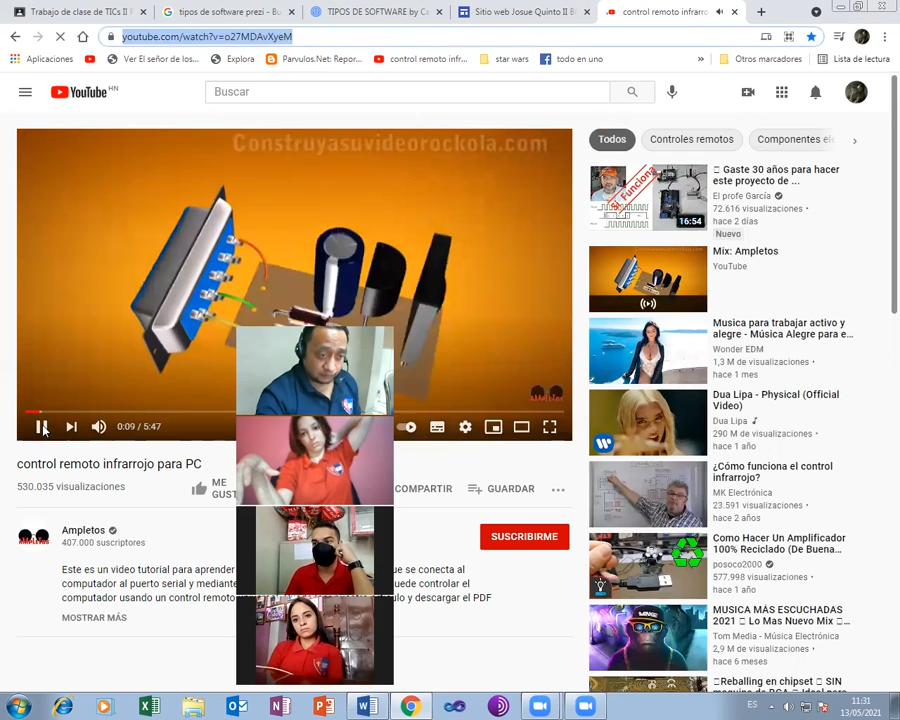 Trabajo de clase de TICs II P
tipos de software prezi - Bu
TIPOS DE SOFTWARE by Ca
Sitio web Josue Quinto II B
control remoto infrarr
youtube.com/watch?v=o27MDAvXyeM
Aplicaciones
Ver El señor de los...
Explora
Parvulos.Net: Repor...
control remoto infr...
star wars
todo en uno
»
Otros marcadores
Lista de lectura
YouTube HN
Buscar
Construyasuvideorockola.com
AMPLETOS
0:09 / 5:47
control remoto infrarrojo para PC
530.035 visualizaciones
ME GUST
COMPARTIR
GUARDAR
AMPLETOS
Ampletos
407.000 suscriptores
SUSCRIBIRME
Este es un video tutorial para aprender
que se conecta al
computador al puerto serial y mediante
puede controlar el
computador usando un control remoto
y descargar el PDF
MOSTRAR MÁS
Todos
Controles remotos
Componentes ele
Gaste 30 años para hacer
este proyecto de ...
El profe García
72.616 visualizaciones •
hace 2 días
Nuevo
Si Funciona
16:54
Mix: Ampletos
YouTube
Musica para trabajar activo y
alegre - Música Alegre para e...
Wonder EDM
1,3 M de visualizaciones •
hace 1 mes
Dua Lipa - Physical (Official
Video)
Dua Lipa
290 M de visualizaciones •
hace 1 año
W
¿Cómo funciona el control
infrarrojo?
MK Electrónica
23.591 visualizaciones •
hace 2 años
Como Hacer Un Amplificador
100% Reciclado (De Buena...
posoco2000
577.998 visualizaciones •
hace 1 año
MUSICA MÁS ESCUCHADAS
2021 Lo Mas Nuevo Mix
Tom Media - Música Electrónica
2,9 M de visualizaciones •
hace 6 meses
Reballing en chipset SIN
ES
11:31
13/05/2021